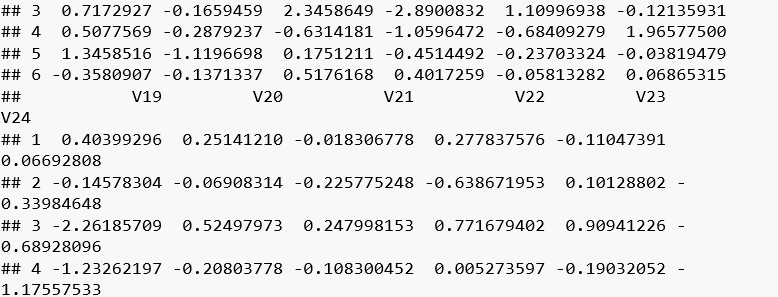 ## 3  0.7172927 -0.1659459  2.3458649 -2.8900832  1.10996938 -0.12135931
## 4  0.5077569 -0.2879237 -0.6314181 -1.0596472 -0.68409279  1.96577500
## 5  1.3458516 -1.1196698  0.1751211 -0.4514492 -0.23703324 -0.03819479
## 6 -0.3580907 -0.1371337  0.5176168  0.4017259 -0.05813282  0.06865315
##           V19         V20          V21          V22         V23
V24
## 1  0.40399296  0.25141210 -0.018306778  0.277837576 -0.11047391
0.06692808
## 2 -0.14578304 -0.06908314 -0.225775248 -0.638671953  0.10128802 -
0.33984648
## 3 -2.26185709  0.52497973  0.247998153  0.771679402  0.90941226 -
0.68928096
## 4 -1.23262197 -0.20803778 -0.108300452  0.005273597 -0.19032052 -
1.17557533